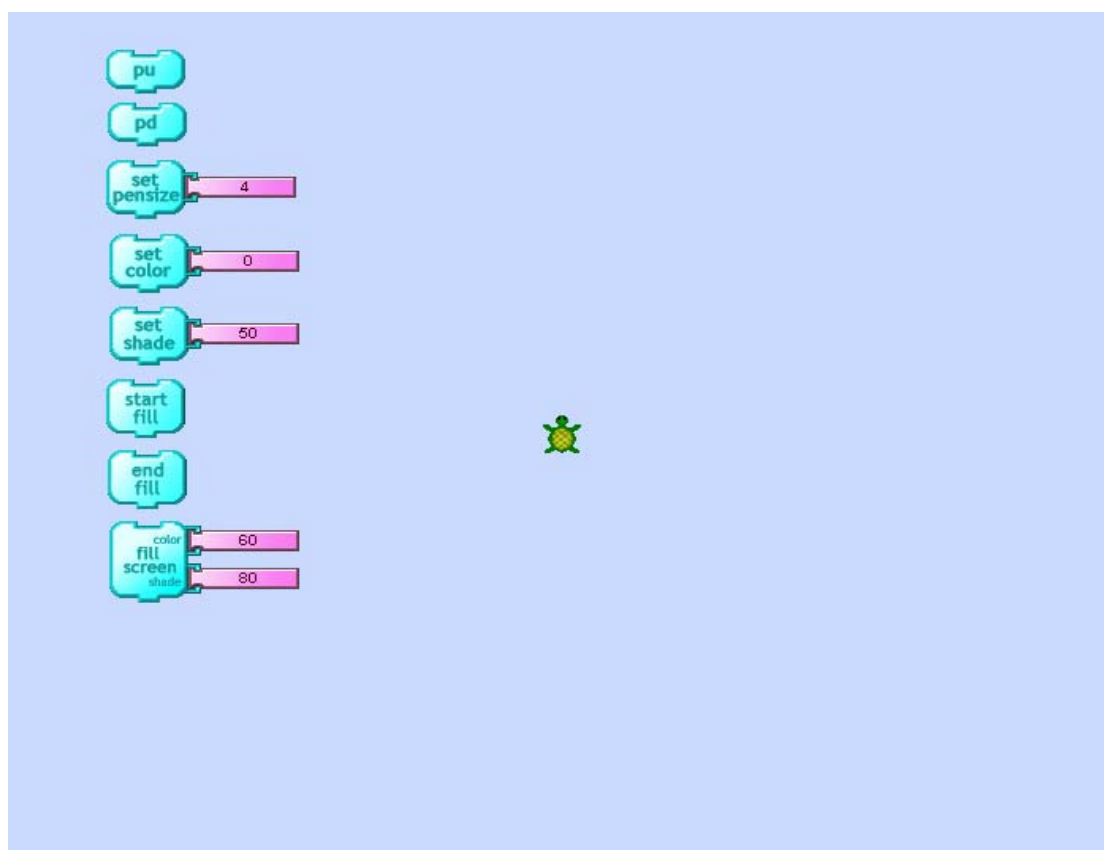 pu
pd
set
pensize
4
set
color
0
set
shade
50
start
fill
end
fill
color
60
fill
screen
shade
80